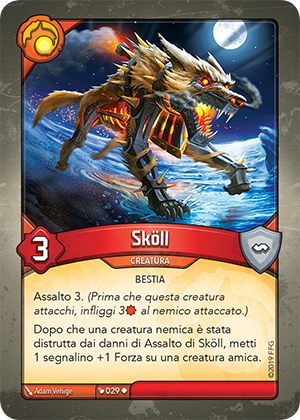 3
Sköll
CREATURA
BESTIA
Assalto 3. (Prima che questa creatura
attacchi, infliggi 3 al nemico attaccato.)
Dopo che una creatura nemica è stata
distrutta dai danni di Assalto di Sköll, metti
1 segnalino +1 Forza su una creatura amica.
Adam Vehige
029
©2019 FFG